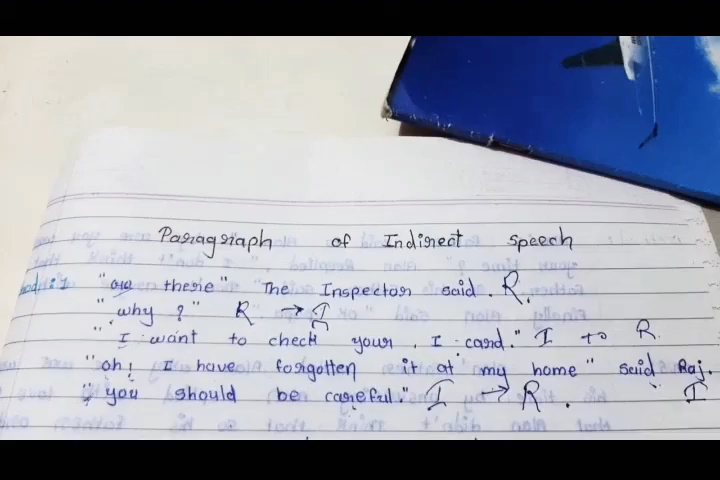 Paragraph of Indirect speech
"there" The Inspector said. R.
"why?" R → I
"I want to check your I card." I to R
"oh! I have forgotten it at my home" said Raj.
"you should be careful." I → R. I